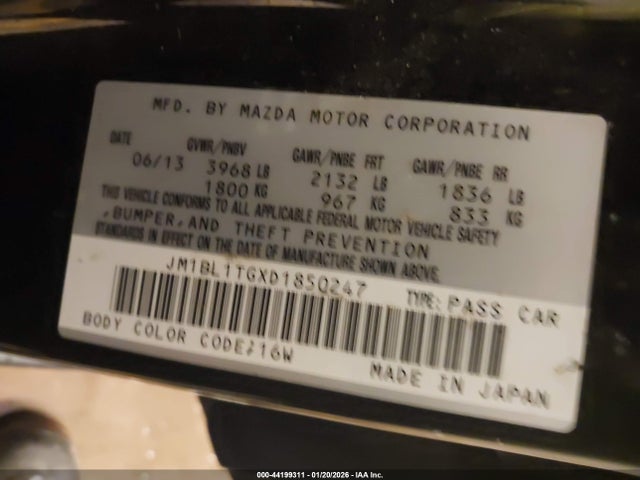 MFD. BY MAZDA MOTOR CORPORATION
DATE GVWR/PNBV GAWR/PNBE FRT GAWR/PNBE RR
06/13 3968 LB 2132 LB 1836 LB
1800 KG 967 KG 833 KG
THIS VEHICLE CONFORMS TO ALL APPLICABLE FEDERAL MOTOR VEHICLE SAFETY
,BUMPER,AND THEFT PREVENTION
STANDARDS IN EFFECT ON THE DATE OF MANUFACTURE SHOWN ABOVE.
JM1BL1TGXD1850247 TYPE: PASS CAR
BODY COLOR CODE: 16W MADE IN JAPAN
000-44199311 - 01/20/2026 - IAA Inc.